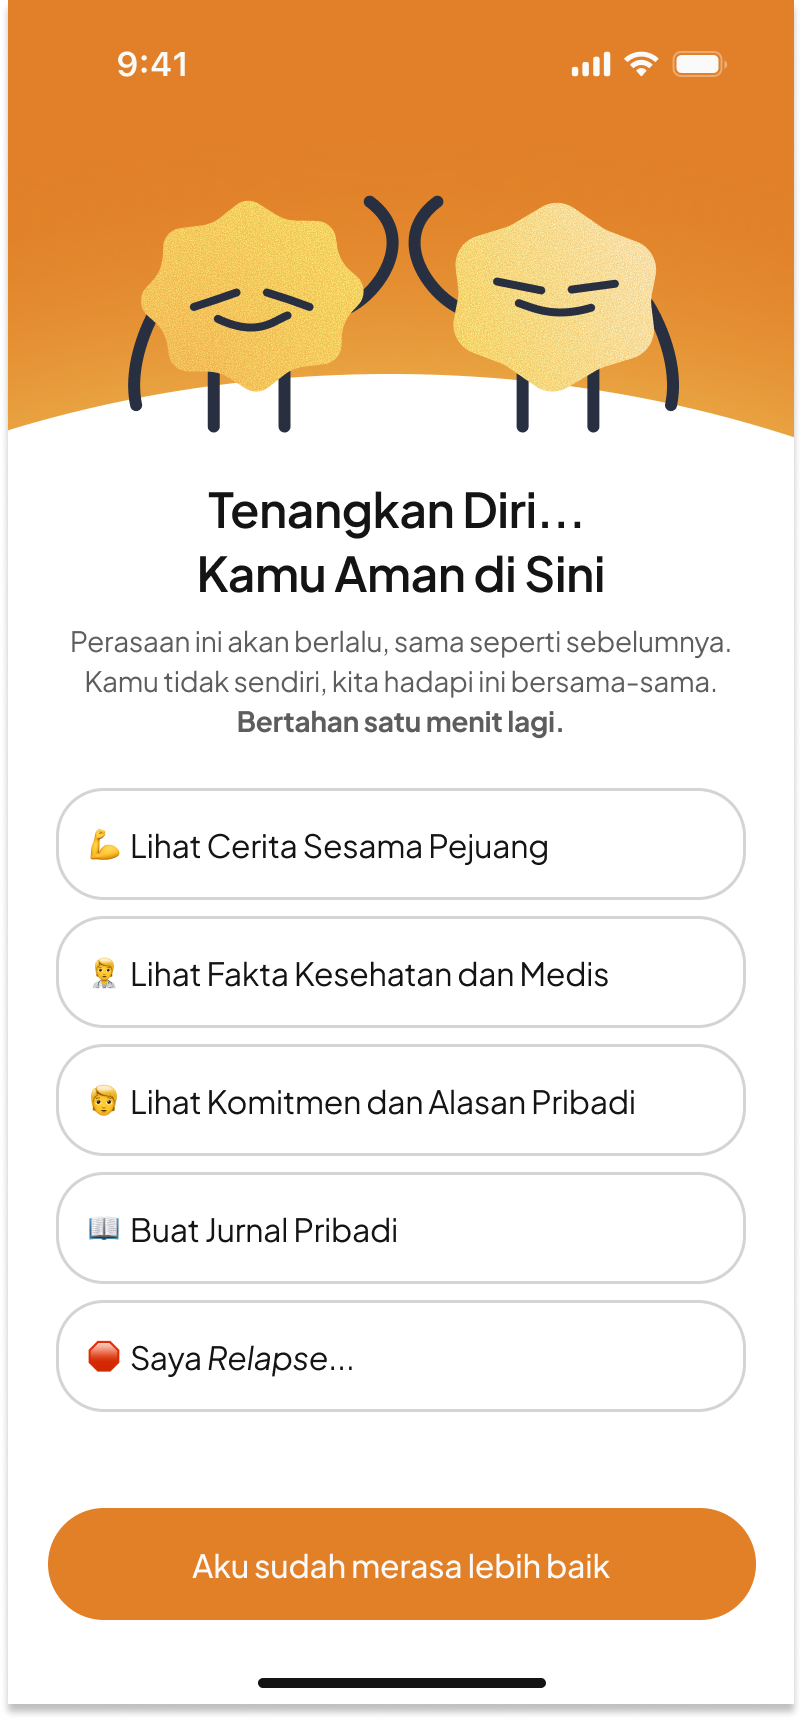 9:41
Tenangkan Diri...
Kamu Aman di Sini
Perasaan ini akan berlalu, sama seperti sebelumnya.
Kamu tidak sendiri, kita hadapi ini bersama-sama.
Bertahan satu menit lagi.
💪 Lihat Cerita Sesama Pejuang
🧑‍⚕️ Lihat Fakta Kesehatan dan Medis
🧑 Lihat Komitmen dan Alasan Pribadi
📖 Buat Jurnal Pribadi
🛑 Saya Relapse...
Aku sudah merasa lebih baik